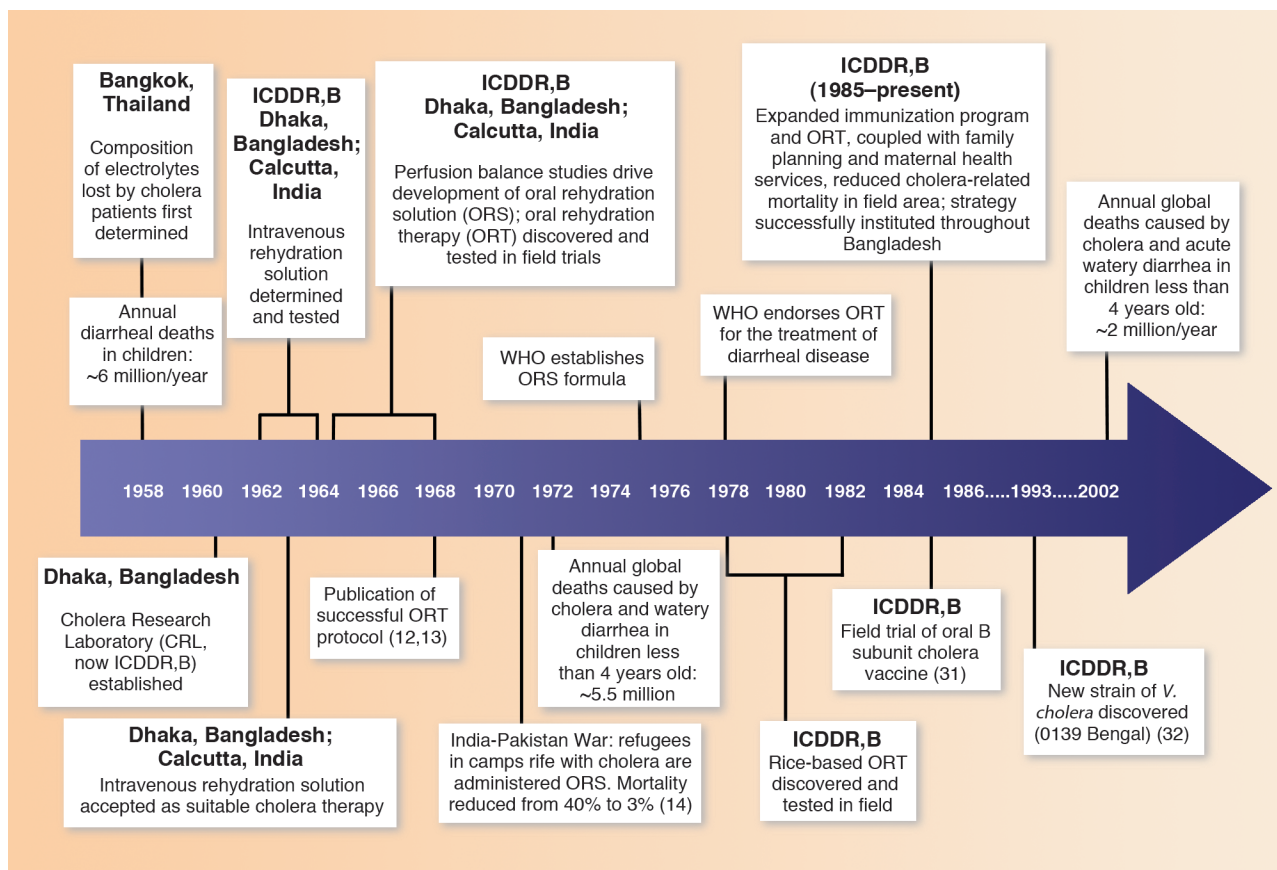 Bangkok,
Thailand
Composition
of electrolytes
lost by cholera
patients first
determined
Annual
diarrheal deaths
in children:
~6 million/year
ICDDR,B
Dhaka,
Bangladesh;
Calcutta,
India
Intravenous
rehydration
solution
determined
and tested
ICDDR,B
Dhaka, Bangladesh;
Calcutta, India
Perfusion balance studies drive
development of oral rehydration
solution (ORS); oral rehydration
therapy (ORT) discovered and
tested in field trials
WHO establishes
ORS formula
WHO endorses ORT
for the treatment of
diarrheal disease
ICDDR,B
(1985–present)
Expanded immunization program
and ORT, coupled with family
planning and maternal health
services, reduced cholera-related
mortality in field area; strategy
successfully instituted throughout
Bangladesh
Annual global
deaths caused by
cholera and acute
watery diarrhea in
children less than
4 years old:
~2 million/year
1958 1960 1962 1964 1966 1968 1970 1972 1974 1976 1978 1980 1982 1984 1986.....1993.....2002
Dhaka, Bangladesh
Cholera Research
Laboratory (CRL,
now ICDDR,B)
established
Dhaka, Bangladesh;
Calcutta, India
Intravenous rehydration solution
accepted as suitable cholera therapy
Publication of
successful ORT
protocol (12,13)
India-Pakistan War: refugees
in camps rife with cholera are
administered ORS. Mortality
reduced from 40% to 3% (14)
Annual global
deaths caused by
cholera and watery
diarrhea in
children less
than 4 years old:
~5.5 million
ICDDR,B
Rice-based ORT
discovered and
tested in field
ICDDR,B
Field trial of oral B
subunit cholera
vaccine (31)
ICDDR,B
New strain of V.
cholera discovered
(0139 Bengal) (32)